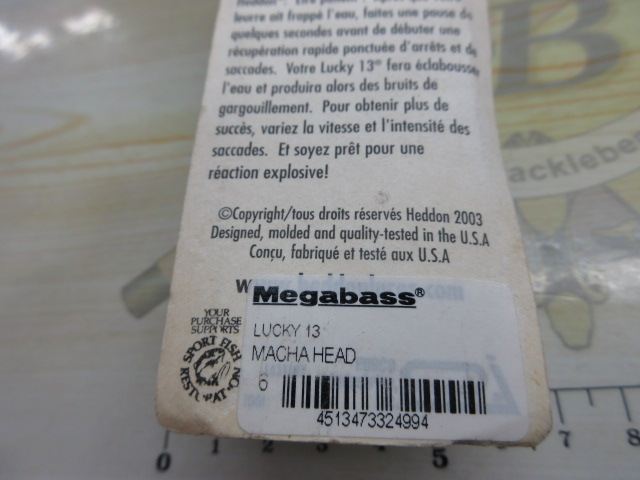 leurre ait frappé l'eau, faites une pause de
quelques secondes avant de débuter une
récupération rapide ponctuée d'arrêts et de
saccades. Votre Lucky 13® fera éclabousser
l'eau et produira alors des bruits de
gargouillement. Pour obtenir plus de
succès, variez la vitesse et l'intensité des
saccades. Et soyez prêt pour une
réaction explosive!
©Copyright/tous droits réservés Heddon 2003
Designed, molded and quality-tested in the U.S.A
Conçu, fabriqué et testé aux U.S.A
YOUR
PURCHASE
SUPPORTS
SPORT FISH
Megabass®
LUCKY 13
MACHA HEAD
6
4513473324994
B
acklebe
0 1 2 3 4 5 7 8